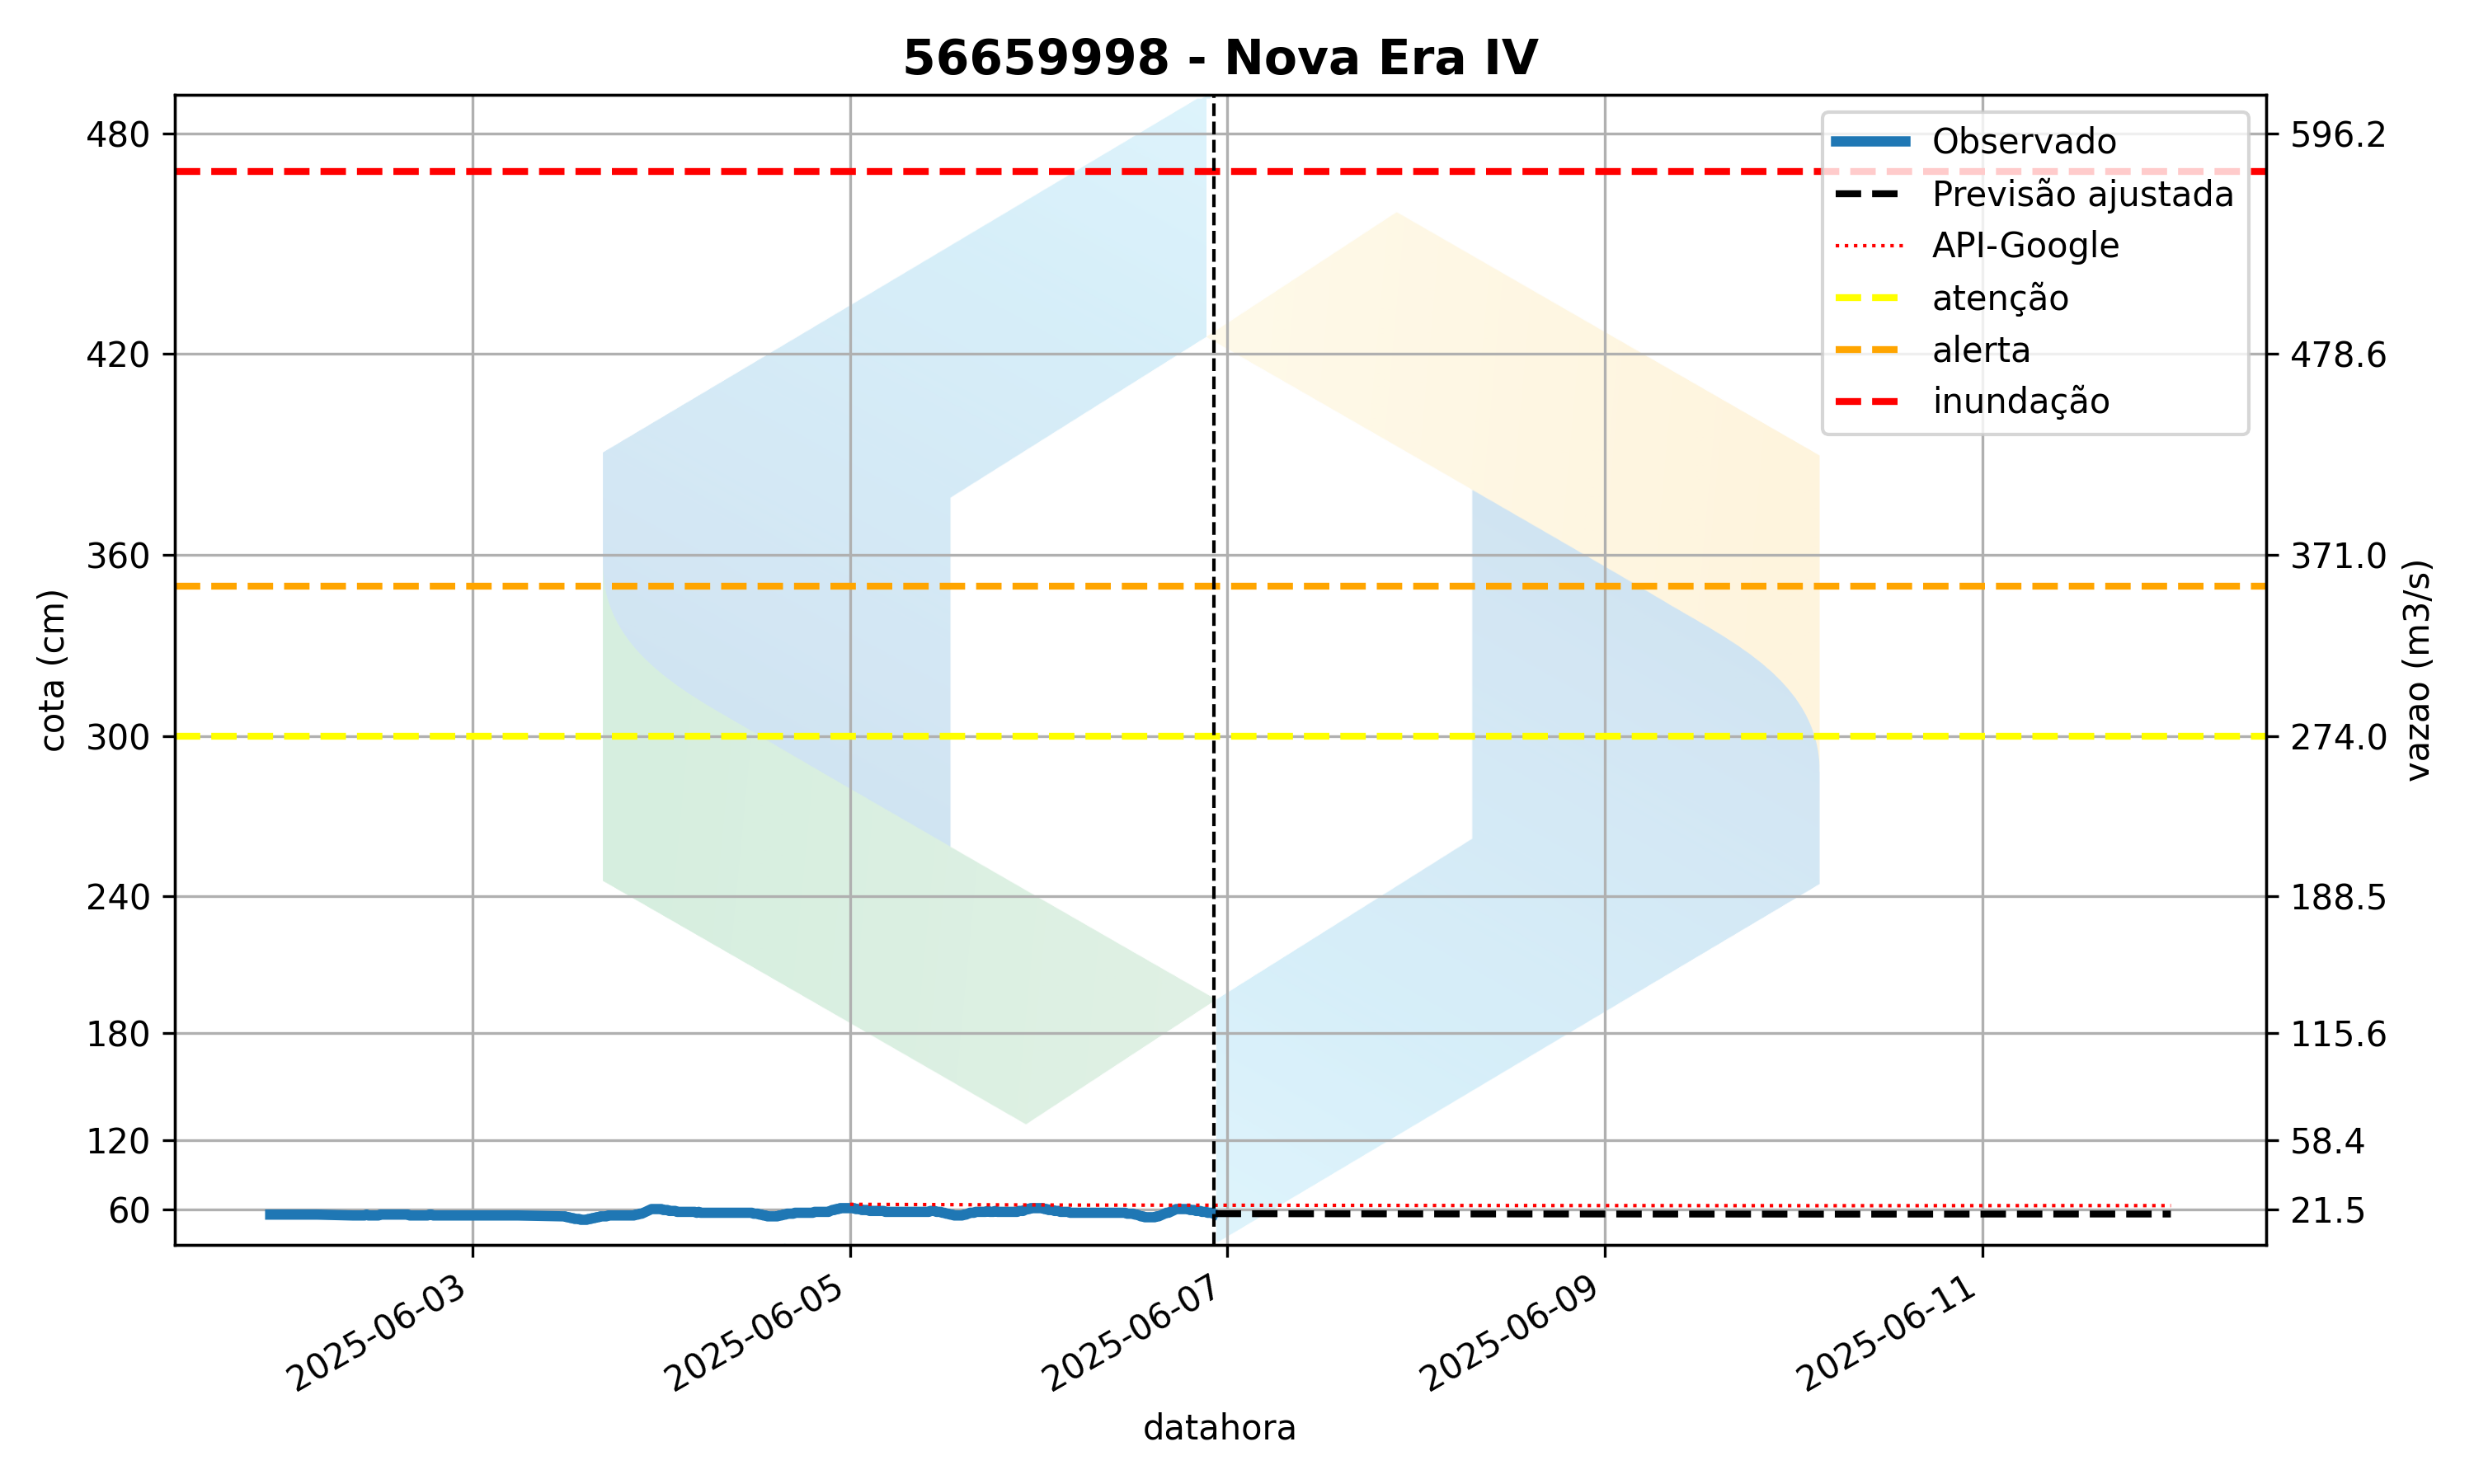 56659998 - Nova Era IV
480
420
360
300
240
180
120
60
cota (cm)
596.2
478.6
371.0
274.0
188.5
115.6
58.4
21.5
vazao (m3/s)
Observado
Previsão ajustada
API-Google
atenção
alerta
inundação
2025-06-03
2025-06-05
2025-06-07
2025-06-09
2025-06-11
datahora